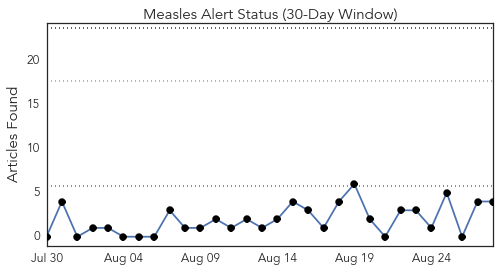 Measles Alert Status (30-Day Window)
Articles Found
20
15
10
5
0
Jul 30 Aug 04 Aug 09 Aug 14 Aug 19 Aug 24